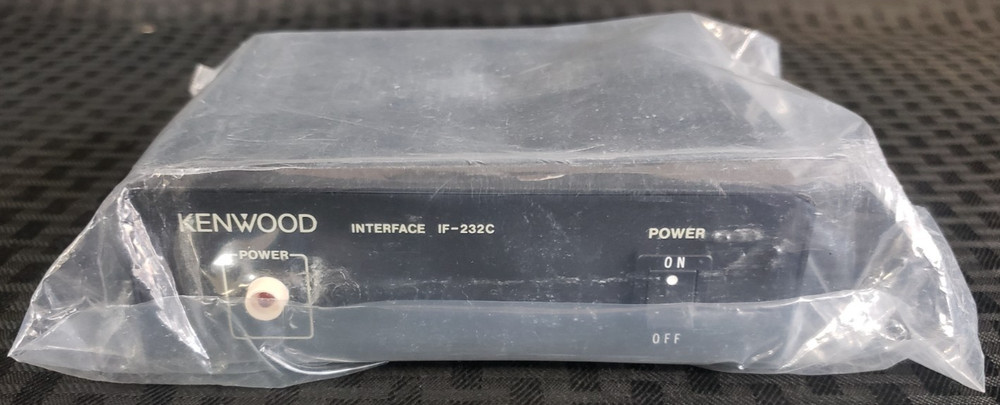 KENWOOD
INTERFACE IF-232C
POWER
POWER
ON
OFF